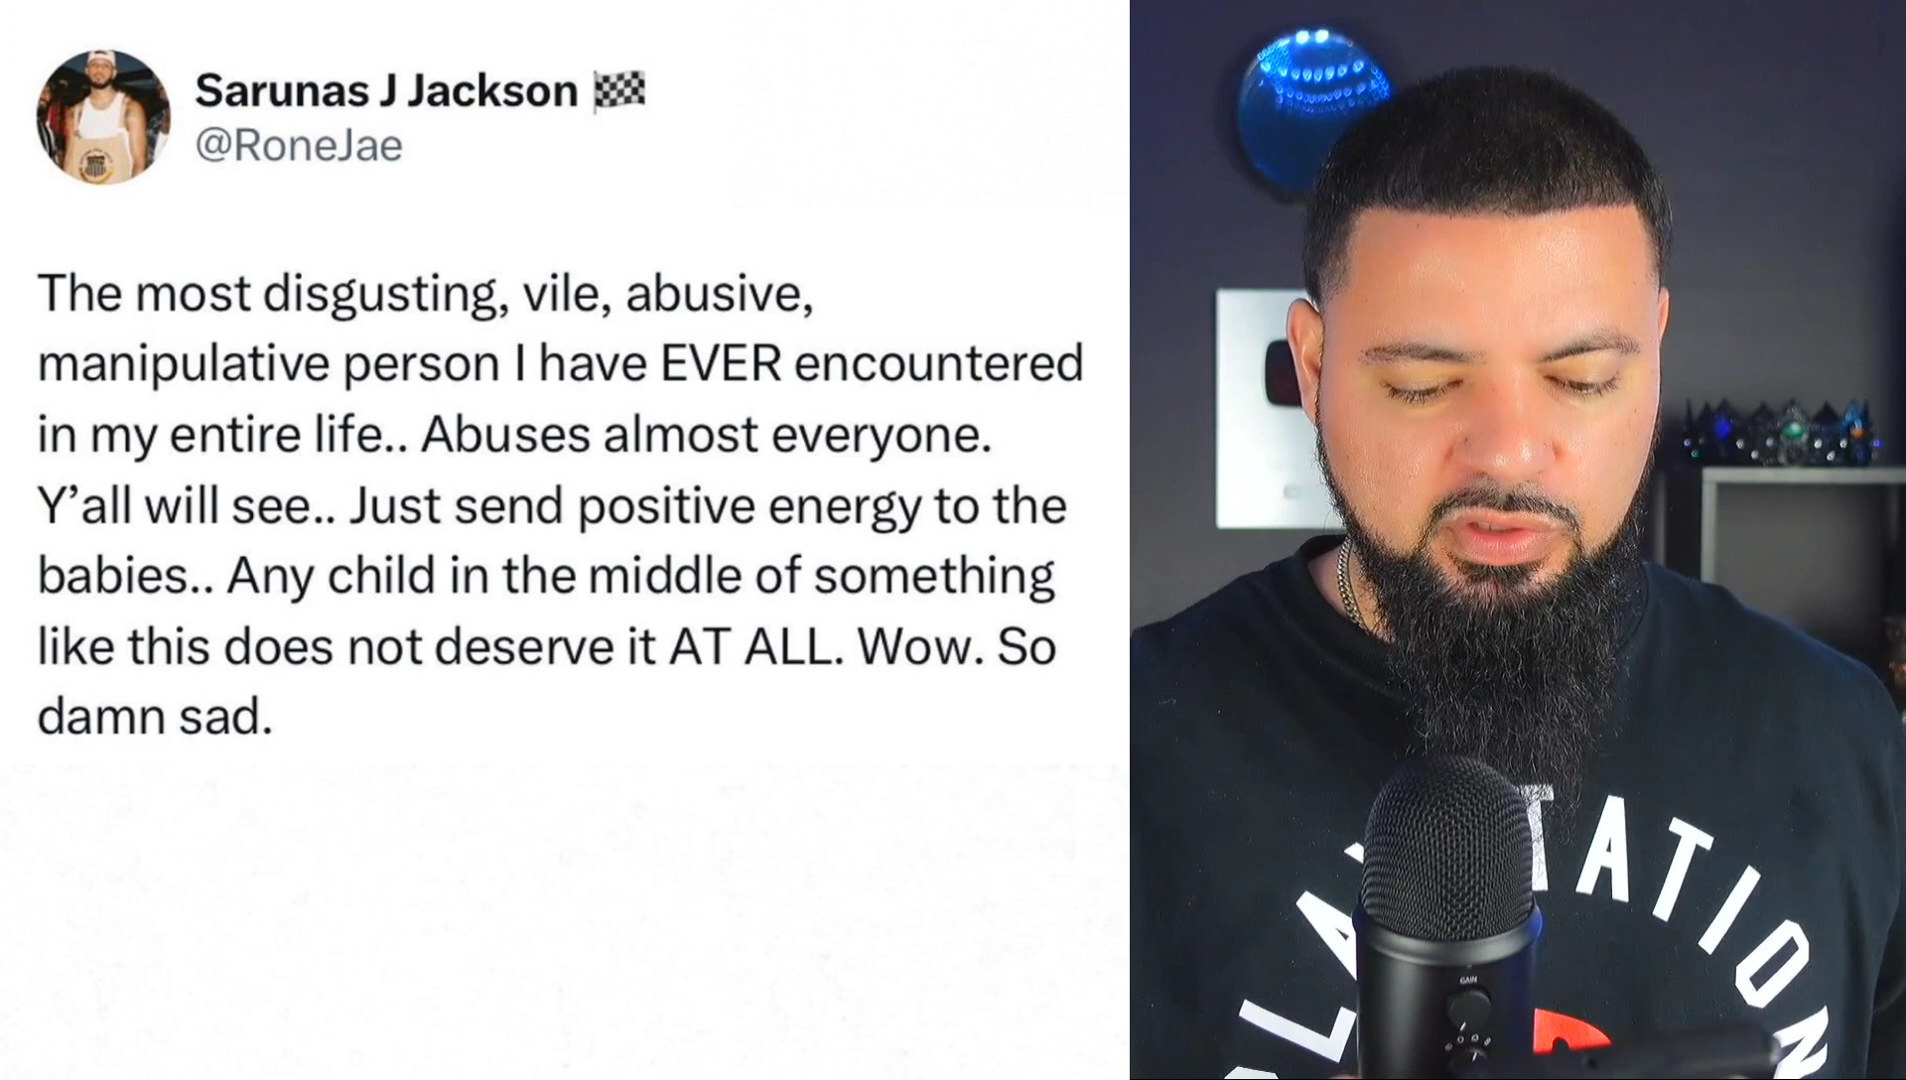 Sarunas J Jackson 🏁
@RoneJae
The most disgusting, vile, abusive,
manipulative person I have EVER encountered
in my entire life.. Abuses almost everyone.
Y’all will see.. Just send positive energy to the
babies.. Any child in the middle of something
like this does not deserve it AT ALL. Wow. So
damn sad.
GAIN